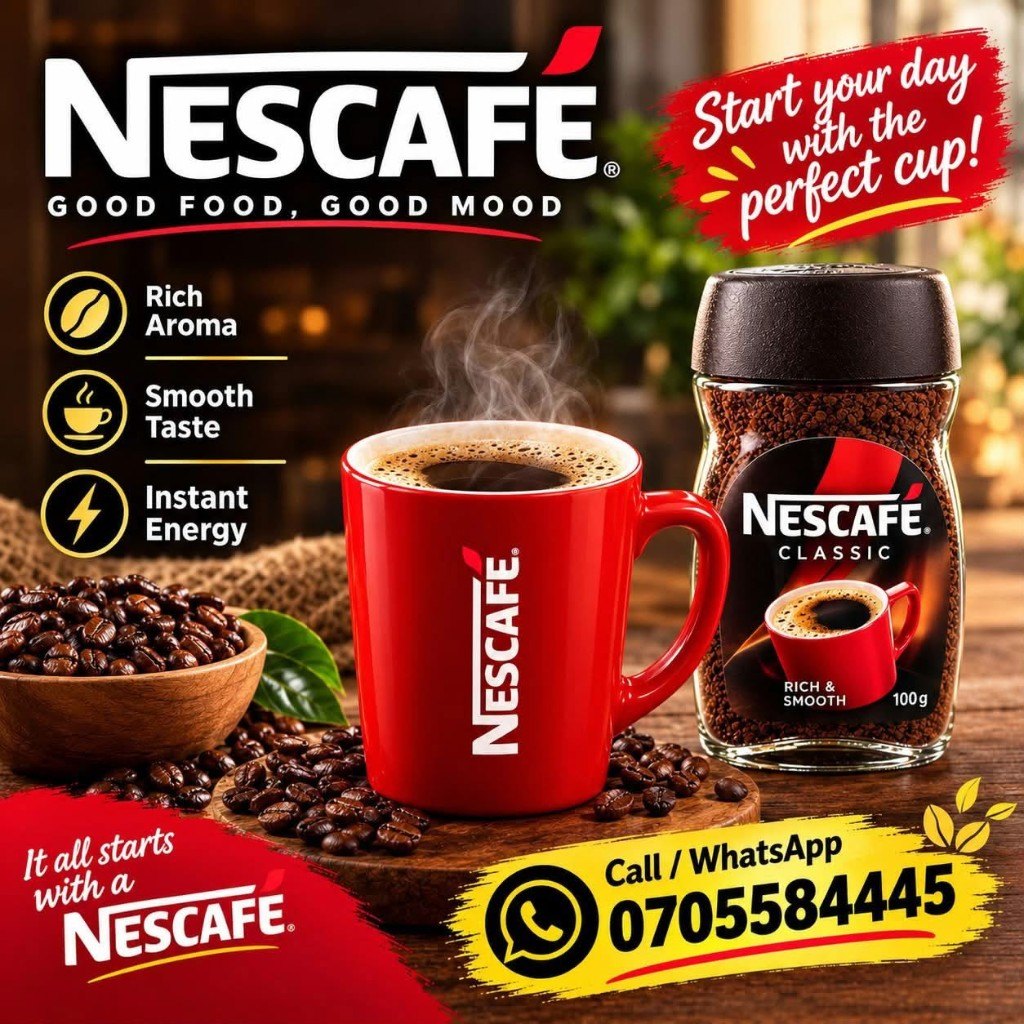 NESCAFÉ®
GOOD FOOD, GOOD MOOD
Start your day
with the
perfect cup!
Rich
Aroma
Smooth
Taste
Instant
Energy
NESCAFÉ®
NESCAFÉ®
CLASSIC
RICH &
SMOOTH
100g
It all starts
with a
NESCAFÉ®
Call / WhatsApp
0705584445